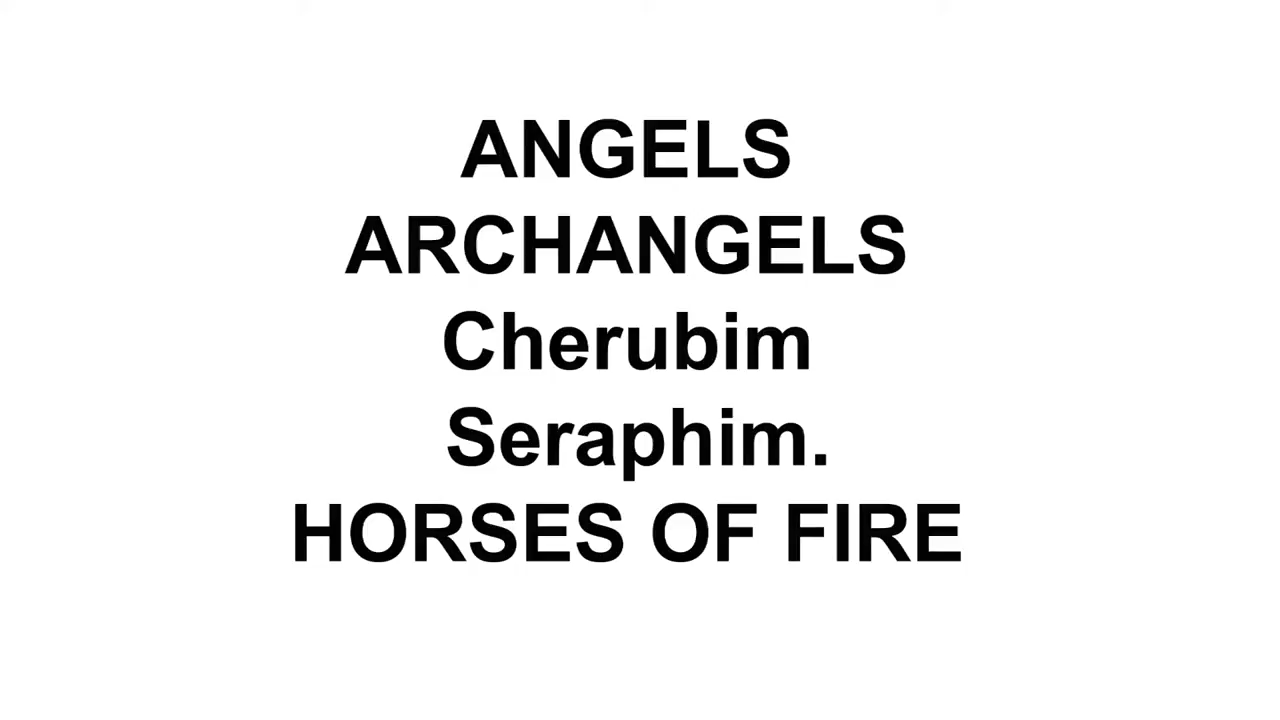 ANGELS
ARCHANGELS
Cherubim
Seraphim.
HORSES OF FIRE